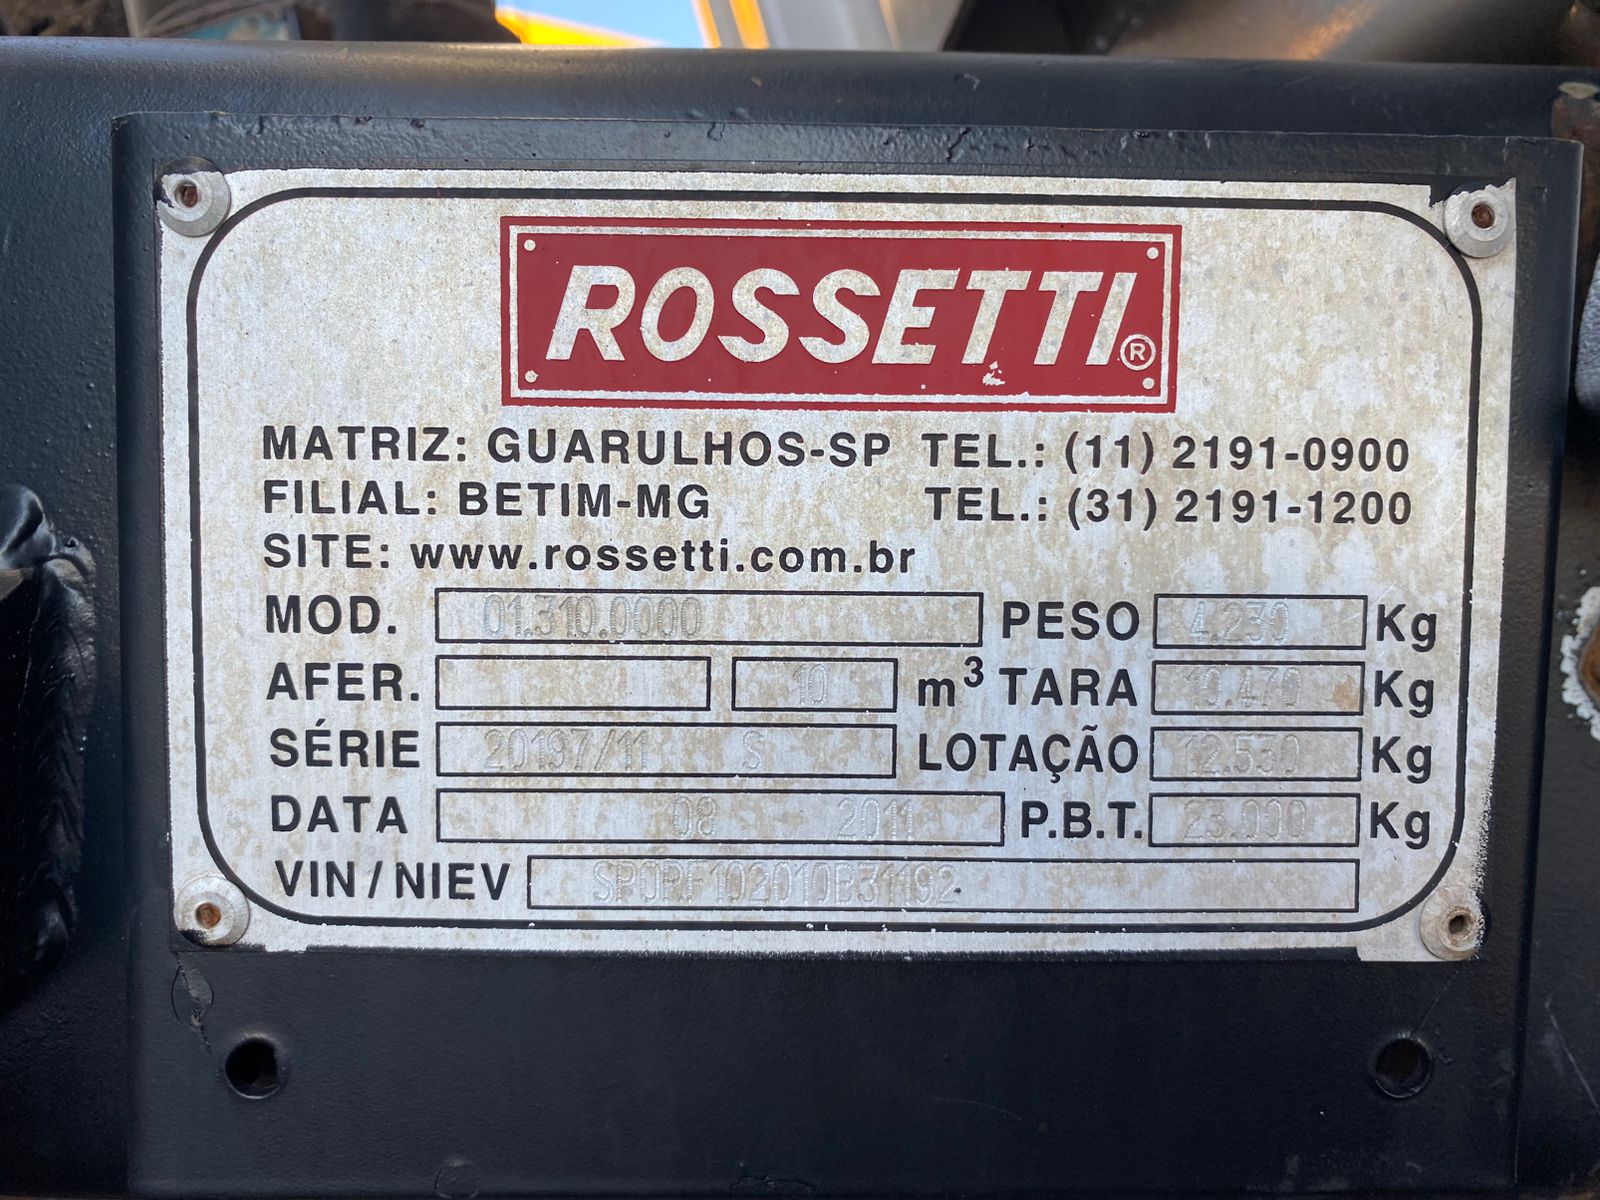 ROSSETTI®
MATRIZ: GUARULHOS-SP TEL.: (11) 2191-0900
FILIAL: BETIM-MG TEL.: (31) 2191-1200
SITE: www.rossetti.com.br
MOD. 01.310.0000 PESO 4.230 Kg
AFER. 10 m³ TARA 10.470 Kg
SÉRIE 20197/11 S LOTAÇÃO 12.530 Kg
DATA 08 2011 P.B.T. 23.000 Kg
VIN/NIEV SPORF102010B31192